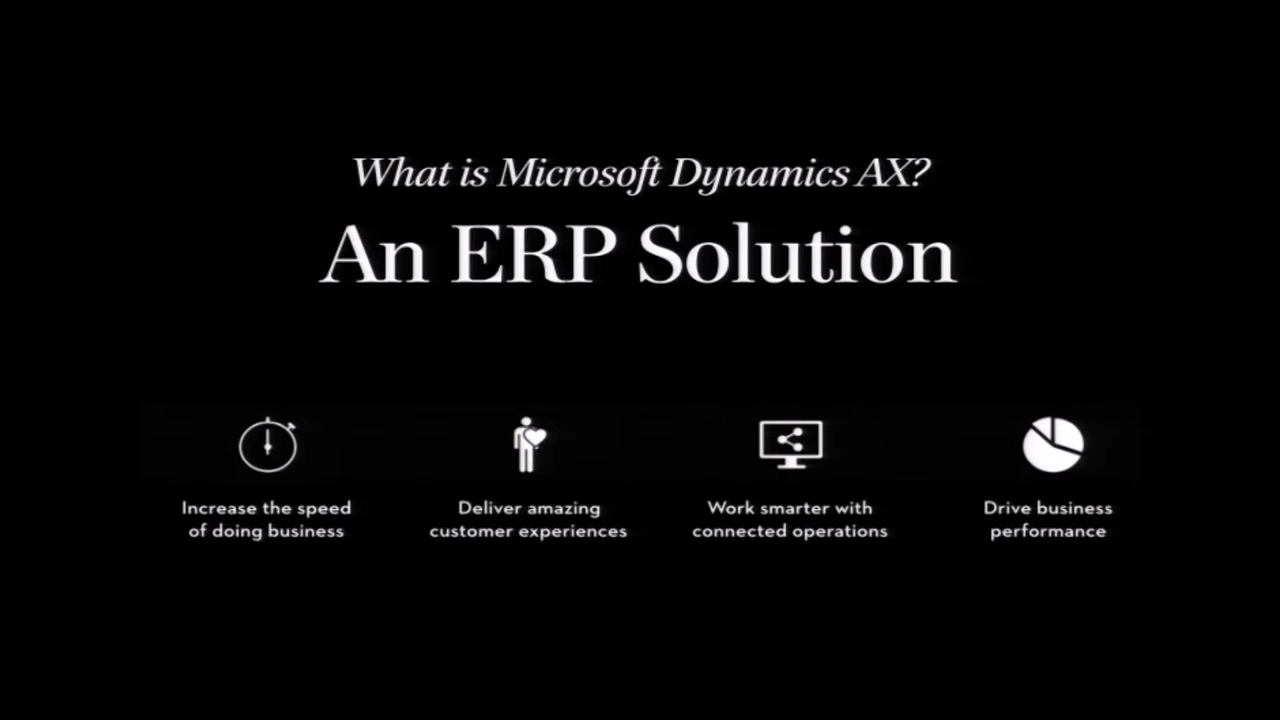 What is Microsoft Dynamics AX?
An ERP Solution
Increase the speed
of doing business
Deliver amazing
customer experiences
Work smarter with
connected operations
Drive business
performance